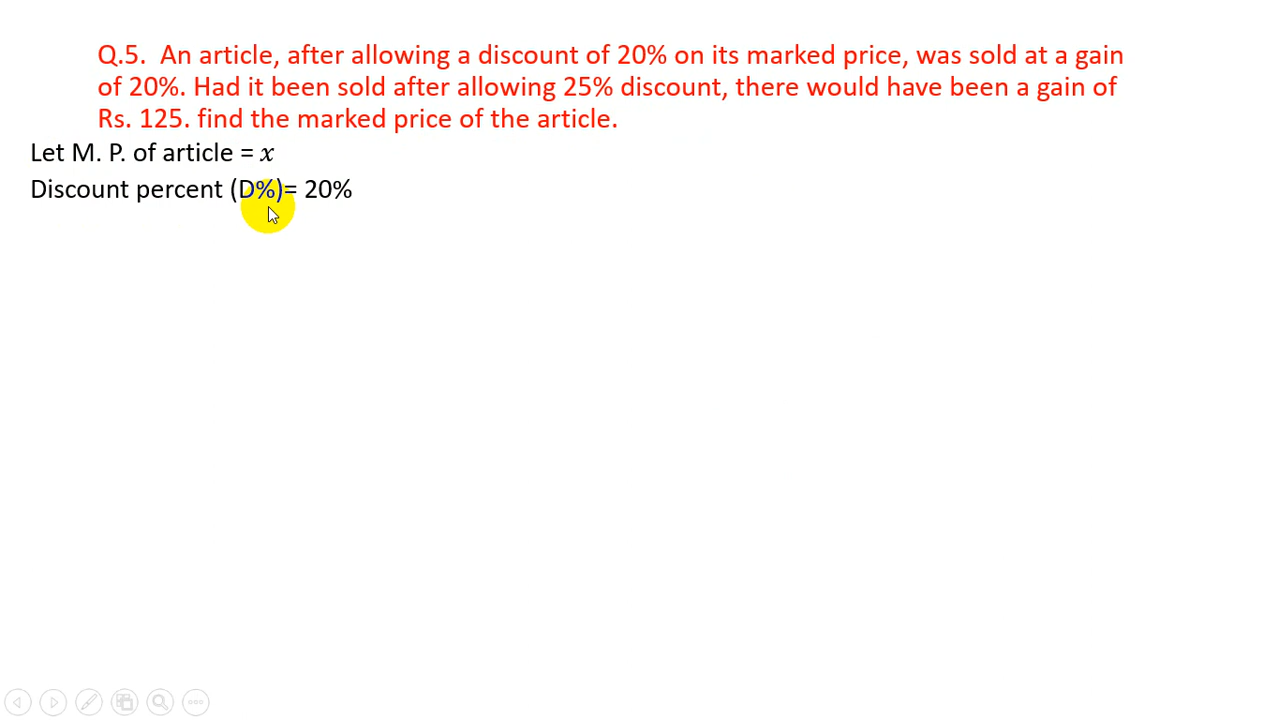 Q.5. An article, after allowing a discount of 20% on its marked price, was sold at a gain
of 20%. Had it been sold after allowing 25% discount, there would have been a gain of
Rs. 125. find the marked price of the article.
Let M. P. of article = x
Discount percent (D%)= 20%